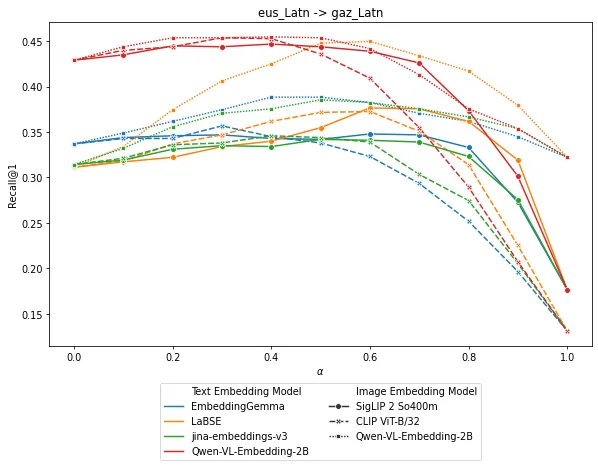 eus_Latn -> gaz_Latn
Recall@1
0.45
0.40
0.35
0.30
0.25
0.20
0.15
0.0 0.2 0.4 0.6 0.8 1.0
α
Text Embedding Model
EmbeddingGemma
LaBSE
jina-embeddings-v3
Qwen-VL-Embedding-2B
Image Embedding Model
SigLIP 2 So400m
CLIP ViT-B/32
Qwen-VL-Embedding-2B